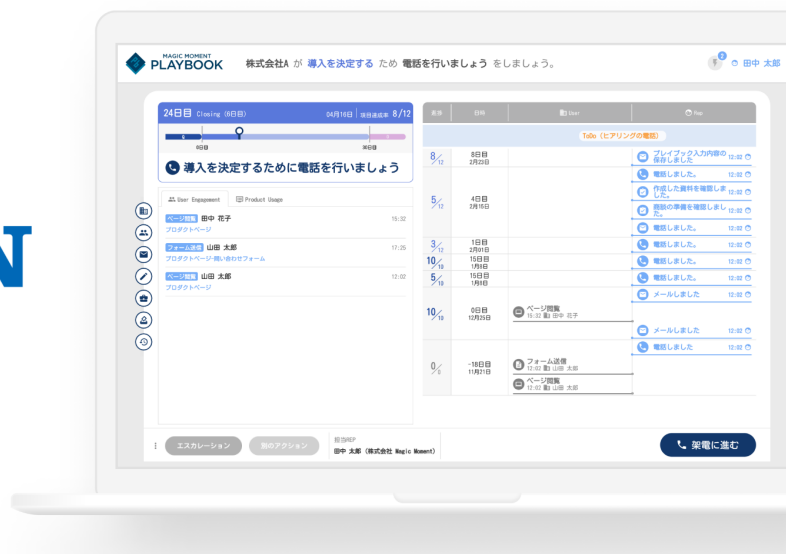 MAGIC MOMENT
PLAYBOOK
株式会社A が 導入を決定する ため 電話を行いましょう をしましょう。
2
田中 太郎
N
24日目 Closing (6日目)
04月16日 項目達成率 8/12
6
0日目
30日目
導入を決定するために電話を行いましょう
User Engagement
Product Usage
ページ閲覧 田中 花子 15:32
プロダクトページ
フォーム送信 山田 太郎 17:25
プロダクトページ-問い合わせフォーム
ページ閲覧 山田 太郎 12:02
プロダクトページ
進捗 日時 User Rep
ToDo (ヒアリングの電話)
8/12 8日目
2月23日
プレイブック入力内容の
保存しました 12:02
電話しました。 12:02
5/12 4日目
2月15日
作成した資料を確認しま
した。 12:02
商談の準備を確認しまし
た。 12:02
電話しました。 12:02
3/12 1日目
2月01日
電話しました。 12:02
10/10 15日目
1月8日
電話しました。 12:02
5/10 15日目
1月8日
電話しました。 12:02
10/10 0日目
12月25日
メールしました 12:02
ページ閲覧
15:32 田中 花子
メールしました 12:02
0/0 -18日目
11月21日
電話しました 12:02
フォーム送信
12:02 山田 太郎
ページ閲覧
12:02 山田 太郎
エスカレーション
別のアクション
担当REP
田中 太郎 (株式会社 Magic Moment)
架電に進む